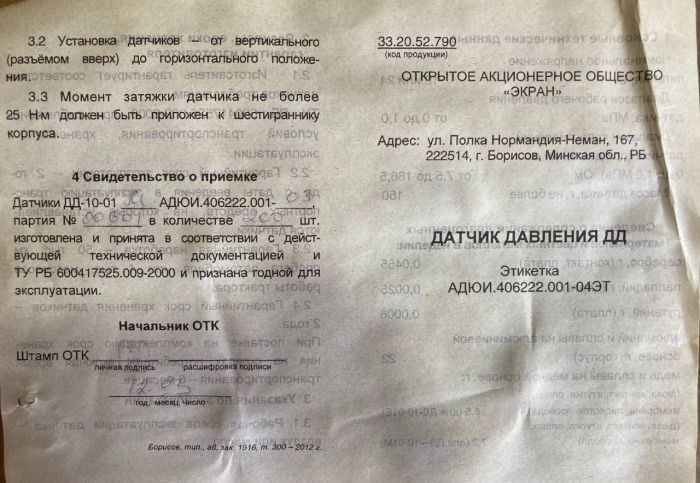 3.2 Установка датчиков – от вертикального
(разъёмом вверх) до горизонтального положе-
ния.
3.3 Момент затяжки датчика не более
25 Н·м должен быть приложен к шестиграннику
корпуса.
4 Свидетельство о приемке
Датчики ДД-10-01 АДЮИ.406222.001- 03
партия № в количестве 200 шт.
изготовлена и принята в соответствии с дейст-
вующей технической документацией и
ТУ РБ 600417525.009-2000 и признана годной для
эксплуатации.
Начальник ОТК
Штамп ОТК
личная подпись расшифровка подписи
год, месяц, число
Борисов, тип., аб, зак. 1916, т. 300 – 2012 г.
33.20.52.790
(код продукции)
ОТКРЫТОЕ АКЦИОНЕРНОЕ ОБЩЕСТВО
«ЭКРАН»
Адрес: ул. Полка Нормандия-Неман, 167,
222514, г. Борисов, Минская обл., РБ
ДАТЧИК ДАВЛЕНИЯ ДД
Этикетка
АДЮИ.406222.001-04ЭТ